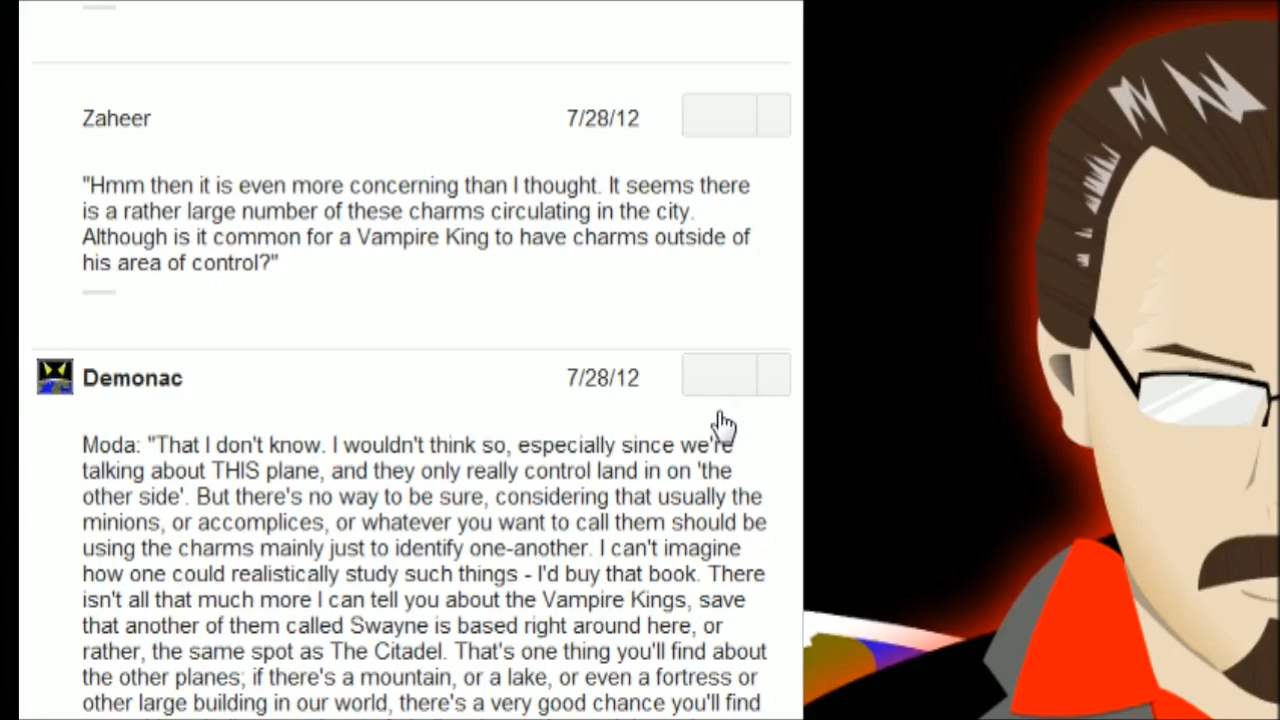 Zaheer 7/28/12
"Hmm then it is even more concerning than I thought. It seems there
is a rather large number of these charms circulating in the city.
Although is it common for a Vampire King to have charms outside of
his area of control?"
Demonac 7/28/12
Moda: "That I don't know. I wouldn't think so, especially since we're
talking about THIS plane, and they only really control land in on 'the
other side'. But there's no way to be sure, considering that usually the
minions, or accomplices, or whatever you want to call them should be
using the charms mainly just to identify one-another. I can't imagine
how one could realistically study such things - I'd buy that book. There
isn't all that much more I can tell you about the Vampire Kings, save
that another of them called Swayne is based right around here, or
rather, the same spot as The Citadel. That's one thing you'll find about
the other planes; if there's a mountain, or a lake, or even a fortress or
other large building in our world, there's a very good chance you'll find